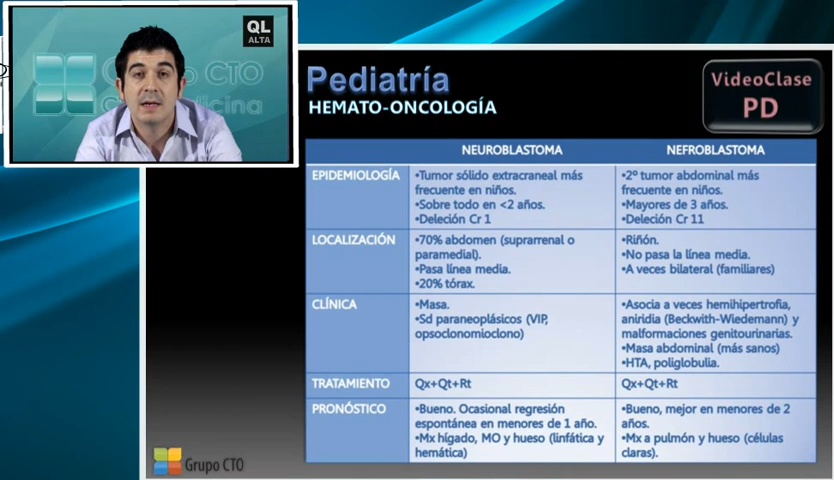 QL
ALTA
Grupo CTO
Pediatría
HEMATO-ONCOLOGÍA
VideoClase
PD
NEUROBLASTOMA
NEFROBLASTOMA
EPIDEMIOLOGÍA
•Tumor sólido extracraneal más
frecuente en niños.
•Sobre todo en <2 años.
•Deleción Cr 1
•2º tumor abdominal más
frecuente en niños.
•Mayores de 3 años.
•Deleción Cr 11
LOCALIZACIÓN
•70% abdomen (suprarrenal o
paramedial).
•Pasa línea media.
•20% tórax.
•Riñón.
•No pasa la línea media.
•A veces bilateral (familiares)
CLÍNICA
•Masa.
•Sd paraneoplásicos (VIP,
opsoclonomioclono)
•Asocia a veces hemihipertrofia,
aniridia (Beckwith-Wiedemann) y
malformaciones genitourinarias.
•Masa abdominal (más sanos)
•HTA, poliglobulia.
TRATAMIENTO
Qx+Qt+Rt
Qx+Qt+Rt
PRONÓSTICO
•Bueno. Ocasional regresión
espontánea en menores de 1 año.
•Mx hígado, MO y hueso (linfática y
hemática)
•Bueno, mejor en menores de 2
años.
•Mx a pulmón y hueso (células
claras).
Grupo CTO